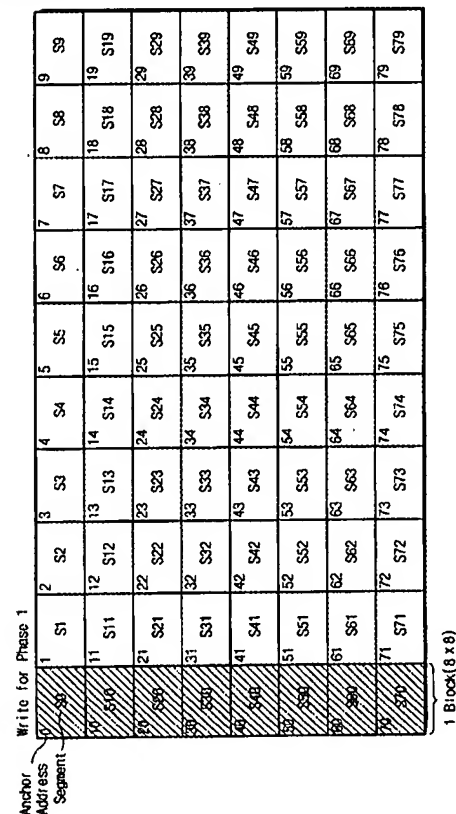 Write for Phase 1
Anchor
Address
Segment
0 1 2 3 4 5 6 7 8 9
S0 S1 S2 S3 S4 S5 S6 S7 S8 S9
10 11 12 13 14 15 16 17 18 19
S10 S11 S12 S13 S14 S15 S16 S17 S18 S19
20 21 22 23 24 25 26 27 28 29
S20 S21 S22 S23 S24 S25 S26 S27 S28 S29
30 31 32 33 34 35 36 37 38 39
S30 S31 S32 S33 S34 S35 S36 S37 S38 S39
40 41 42 43 44 45 46 47 48 49
S40 S41 S42 S43 S44 S45 S46 S47 S48 S49
50 51 52 53 54 55 56 57 58 59
S50 S51 S52 S53 S54 S55 S56 S57 S58 S59
60 61 62 63 64 65 66 67 68 69
S60 S61 S62 S63 S64 S65 S66 S67 S68 S69
70 71 72 73 74 75 76 77 78 79
S70 S71 S72 S73 S74 S75 S76 S77 S78 S79
1 Block(8 x 8)